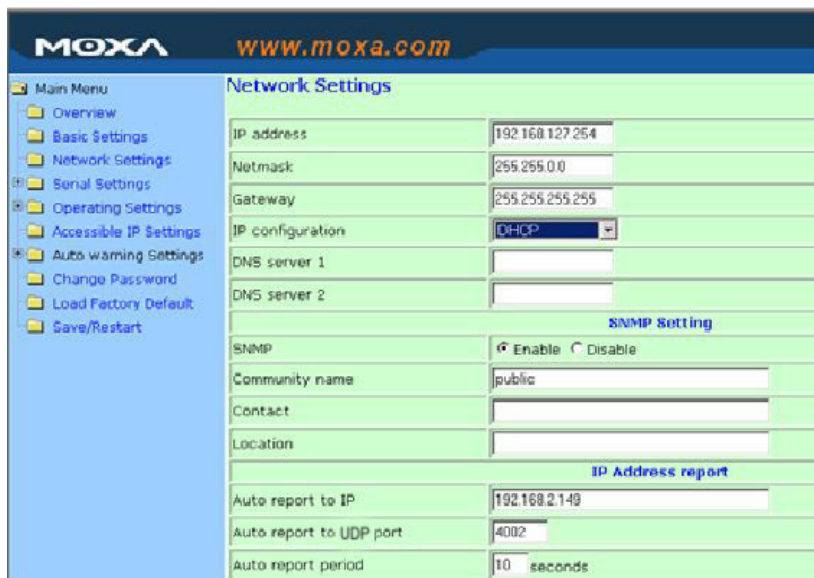 MOXA www.moxa.com
Main Menu
Overview
Basic Settings
Network Settings
Serial Settings
Operating Settings
Accessible IP Settings
Auto warning Settings
Change Password
Load Factory Default
Save/Restart
Network Settings
IP address 192.168.127.254
Netmask 255.255.0.0
Gateway 255.255.255.255
IP configuration DHCP
DNS server 1
DNS server 2
SNMP Setting
SNMP Enable Disable
Community name public
Contact
Location
IP Address report
Auto report to IP 192.168.2.149
Auto report to UDP port 4002
Auto report period 10 seconds